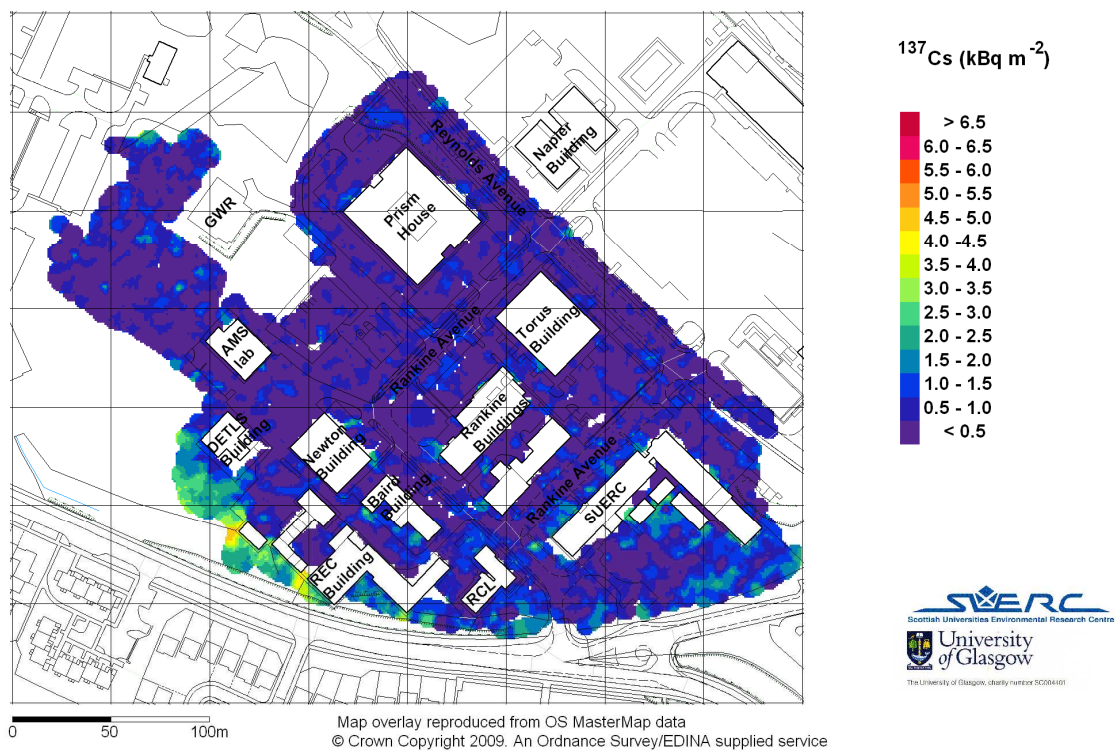 137Cs (kBq m-2)
> 6.5
6.0 - 6.5
5.5 - 6.0
5.0 - 5.5
4.5 - 5.0
4.0 -4.5
3.5 - 4.0
3.0 - 3.5
2.5 - 3.0
2.0 - 2.5
1.5 - 2.0
1.0 - 1.5
0.5 - 1.0
< 0.5
Reynolds Avenue
Napier
Building
GWR
Prism
House
Torus
Building
Rankine Avenue
AMS
lab
Rankine
Buildings
DETLS
Building
Newton
Building
Baird
Building
Rankine Avenue
SUERC
REC
Building
RCL
SUERC
Scottish Universities Environmental Research Centre
University
of Glasgow
The University of Glasgow, charity number SC004401
0 50 100m
Map overlay reproduced from OS MasterMap data
© Crown Copyright 2009. An Ordnance Survey/EDINA supplied service